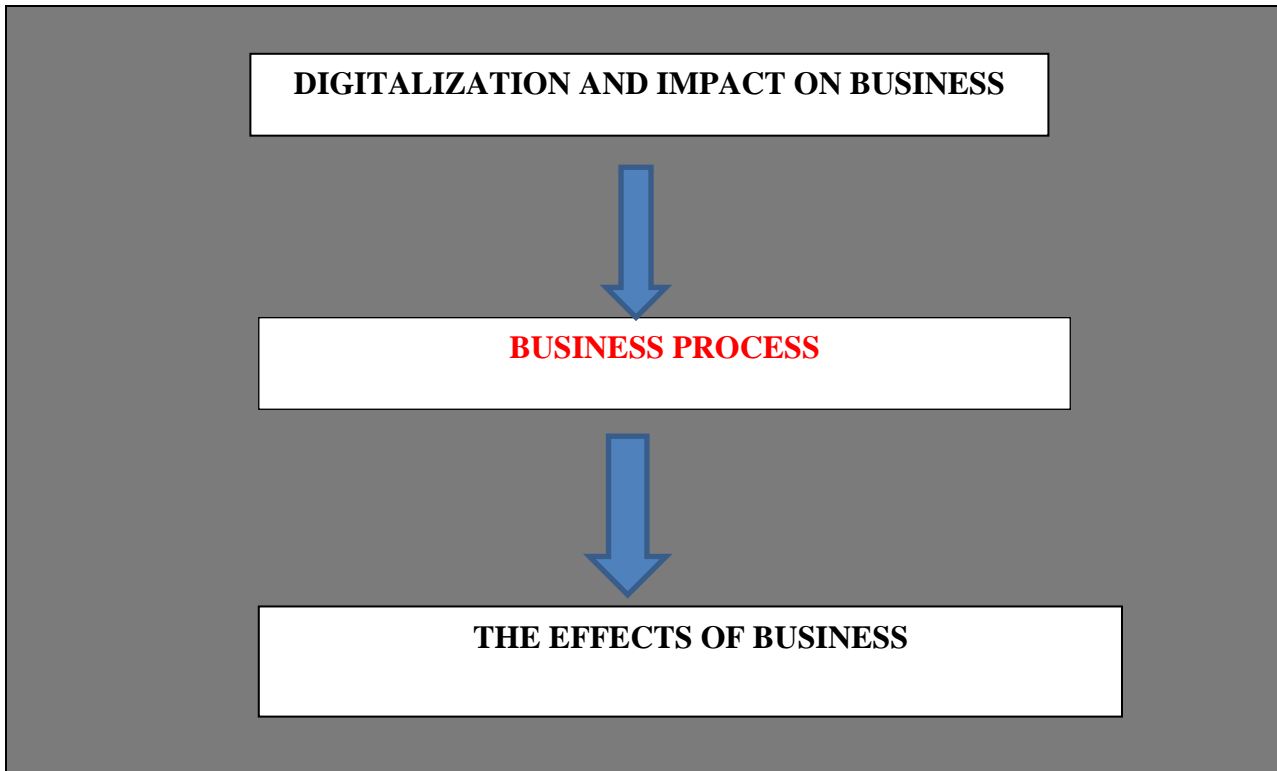 DIGITALIZATION AND IMPACT ON BUSINESS
BUSINESS PROCESS
THE EFFECTS OF BUSINESS